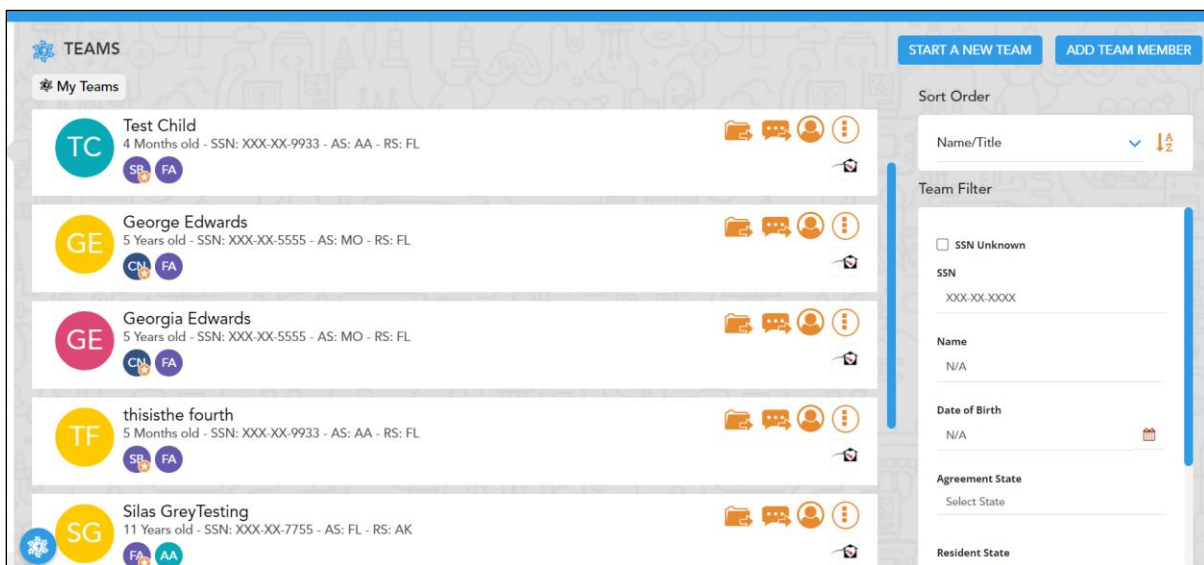 TEAMS
START A NEW TEAM
ADD TEAM MEMBER
My Teams
TC
Test Child
4 Months old - SSN: XXX-XX-9933 - AS: AA - RS: FL
SB FA
GE
George Edwards
5 Years old - SSN: XXX-XX-5555 - AS: MO - RS: FL
CN FA
GE
Georgia Edwards
5 Years old - SSN: XXX-XX-5555 - AS: MO - RS: FL
CN FA
TF
thisisthe fourth
5 Months old - SSN: XXX-XX-9933 - AS: AA - RS: FL
SB FA
SG
Silas GreyTesting
11 Years old - SSN: XXX-XX-7755 - AS: FL - RS: AK
FA AA
Sort Order
Name/Title
A
Z
Team Filter
SSN Unknown
SSN
XXX-XX-XXXX
Name
N/A
Date of Birth
N/A
Agreement State
Select State
Resident State